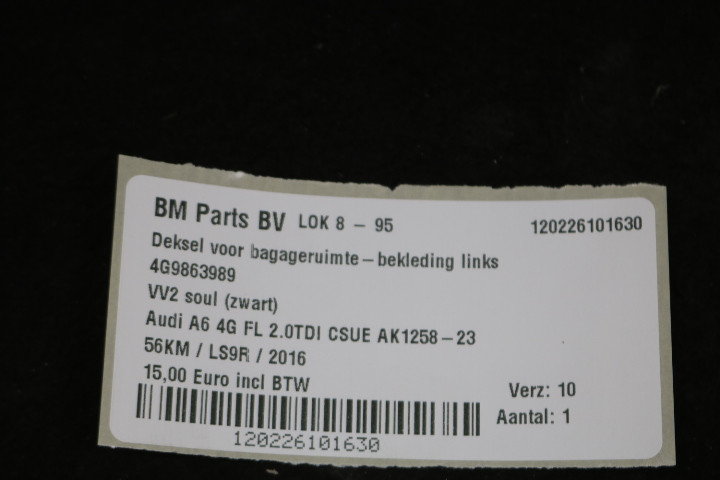 BM Parts BV LOK 8 - 95 120226101630
Deksel voor bagageruimte-bekleding links
4G9863989
VV2 soul (zwart)
Audi A6 4G FL 2.0TDI CSUE AK1258-23
56KM / LS9R / 2016
15,00 Euro incl BTW Verz: 10
Aantal: 1
120226101630